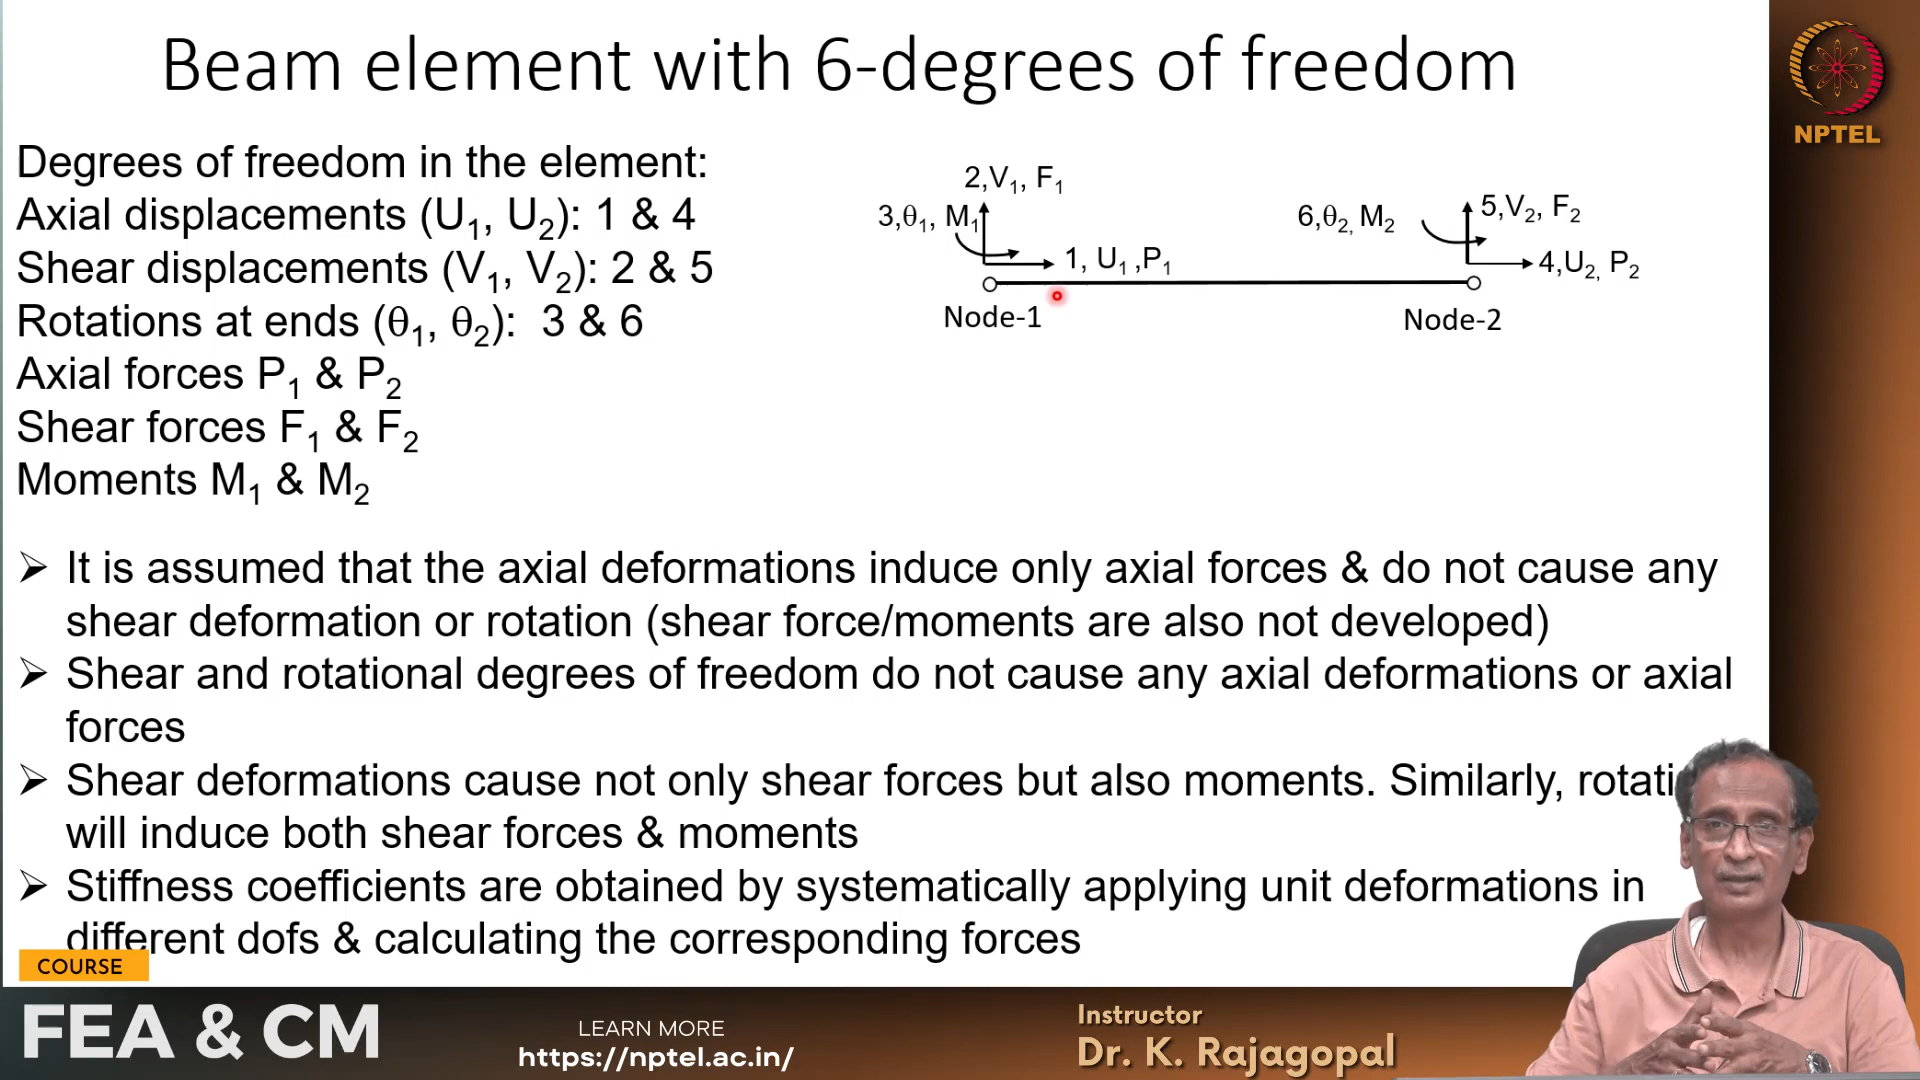 Beam element with 6-degrees of freedom
NPTEL
Degrees of freedom in the element:
Axial displacements (U₁, U₂): 1 & 4
Shear displacements (V₁, V₂): 2 & 5
Rotations at ends (θ₁, θ₂): 3 & 6
Axial forces P₁ & P₂
Shear forces F₁ & F₂
Moments M₁ & M₂
2,V₁, F₁
3,θ₁, M₁
1, U₁ ,P₁
Node-1
6,θ₂, M₂
5,V₂, F₂
4,U₂, P₂
Node-2
➢ It is assumed that the axial deformations induce only axial forces & do not cause any
shear deformation or rotation (shear force/moments are also not developed)
➢ Shear and rotational degrees of freedom do not cause any axial deformations or axial
forces
➢ Shear deformations cause not only shear forces but also moments. Similarly,
will induce both shear forces & moments
➢ Stiffness coefficients are obtained by systematically applying unit deformations in
different dofs & calculating the corresponding forces
COURSE
FEA & CM
LEARN MORE
https://nptel.ac.in/
Instructor
Dr. K. Rajagopal